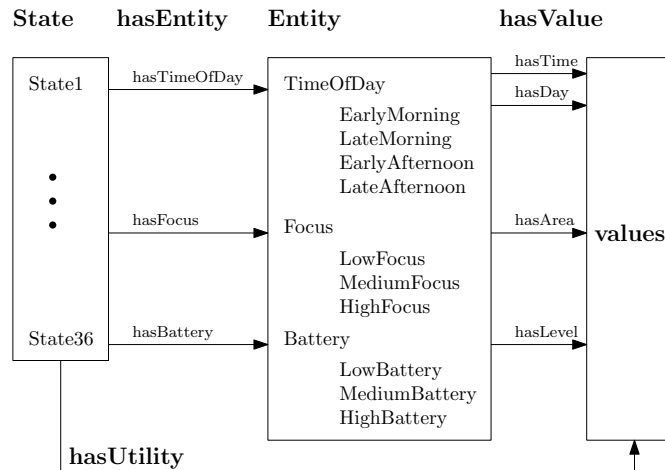 State hasEntity Entity hasValue
State1
hasTimeOfDay
TimeOfDay
hasTime
hasDay
EarlyMorning
LateMorning
EarlyAfternoon
LateAfternoon
hasFocus
Focus
hasArea
values
LowFocus
MediumFocus
HighFocus
State36
hasBattery
Battery
hasLevel
LowBattery
MediumBattery
HighBattery
hasUtility